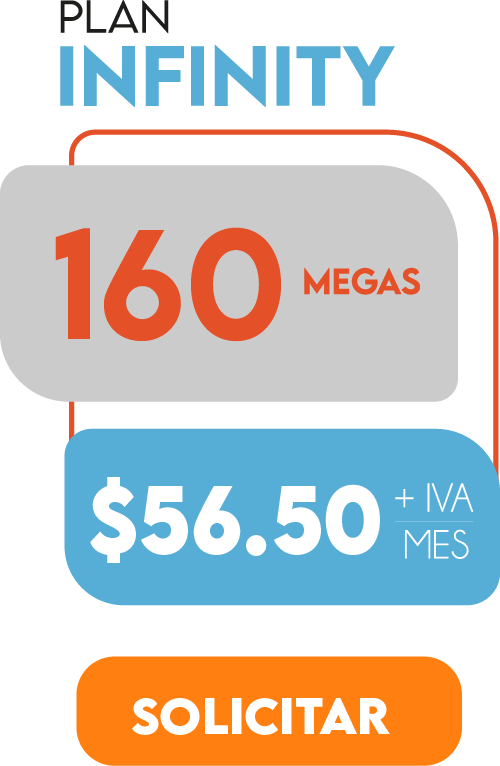 PLAN
INFINITY
160 MEGAS
$56.50 + IVA
MES
SOLICITAR